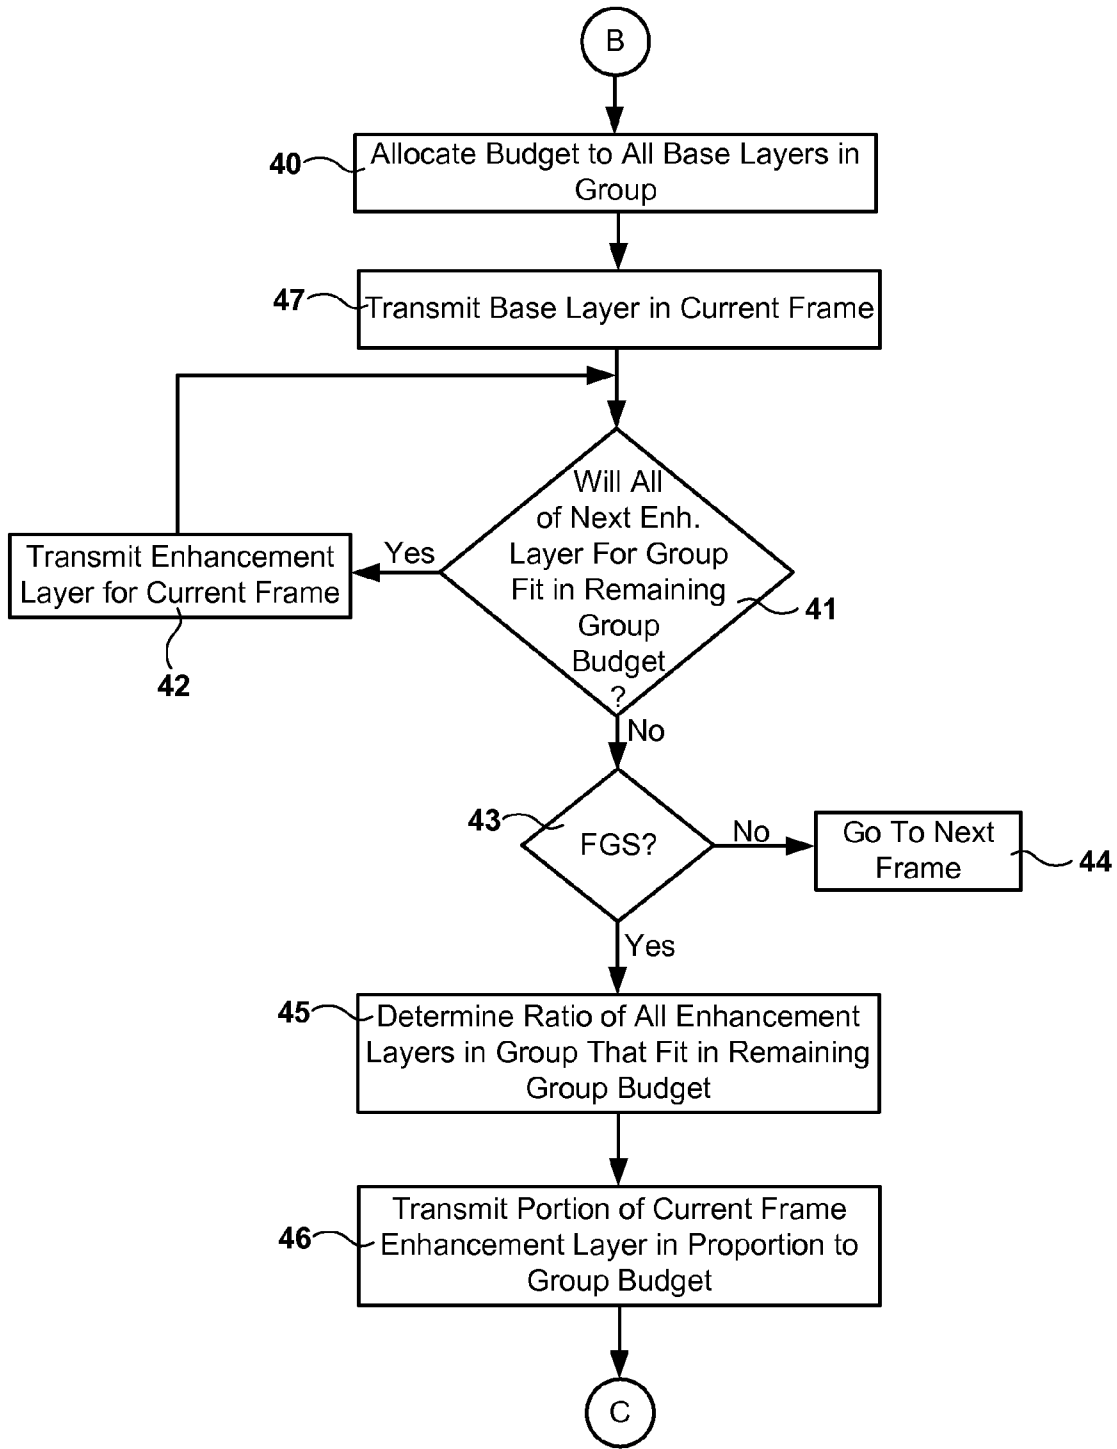 B
40
Allocate Budget to All Base Layers in
Group
47
Transmit Base Layer in Current Frame
Will All
of Next Enh.
Layer For Group
Fit in Remaining
Group
Budget
?
41
Yes
Transmit Enhancement
Layer for Current Frame
42
No
43
FGS?
No
Go To Next
Frame
44
Yes
45
Determine Ratio of All Enhancement
Layers in Group That Fit in Remaining
Group Budget
46
Transmit Portion of Current Frame
Enhancement Layer in Proportion to
Group Budget
C